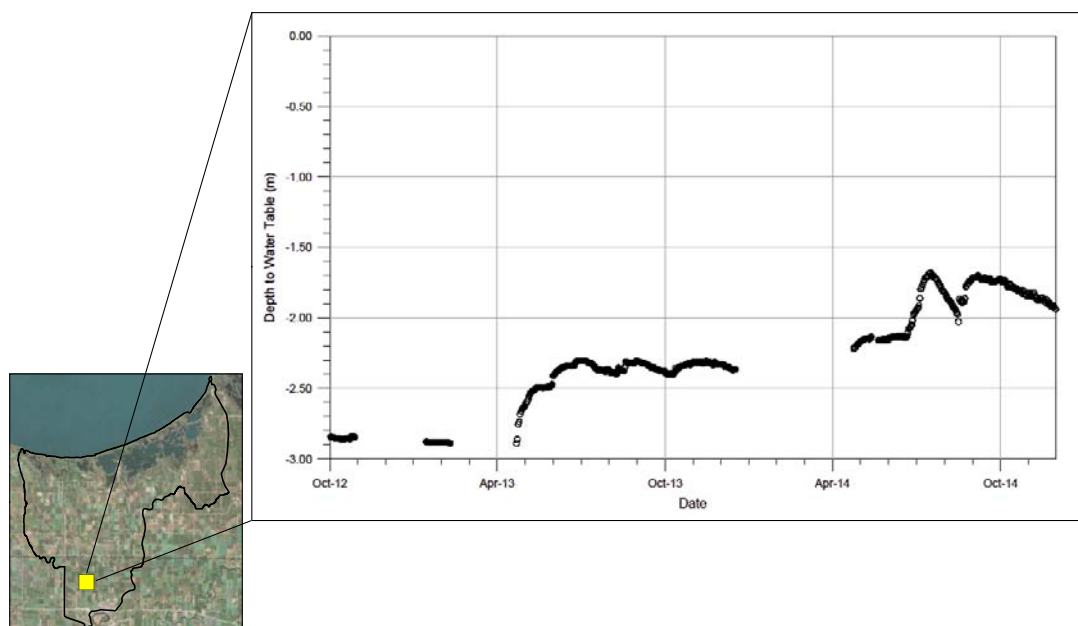 0.00
-0.50
-1.00
-1.50
-2.00
-2.50
-3.00
Depth to Water Table (m)
Oct-12 Apr-13 Oct-13 Apr-14 Oct-14
Date